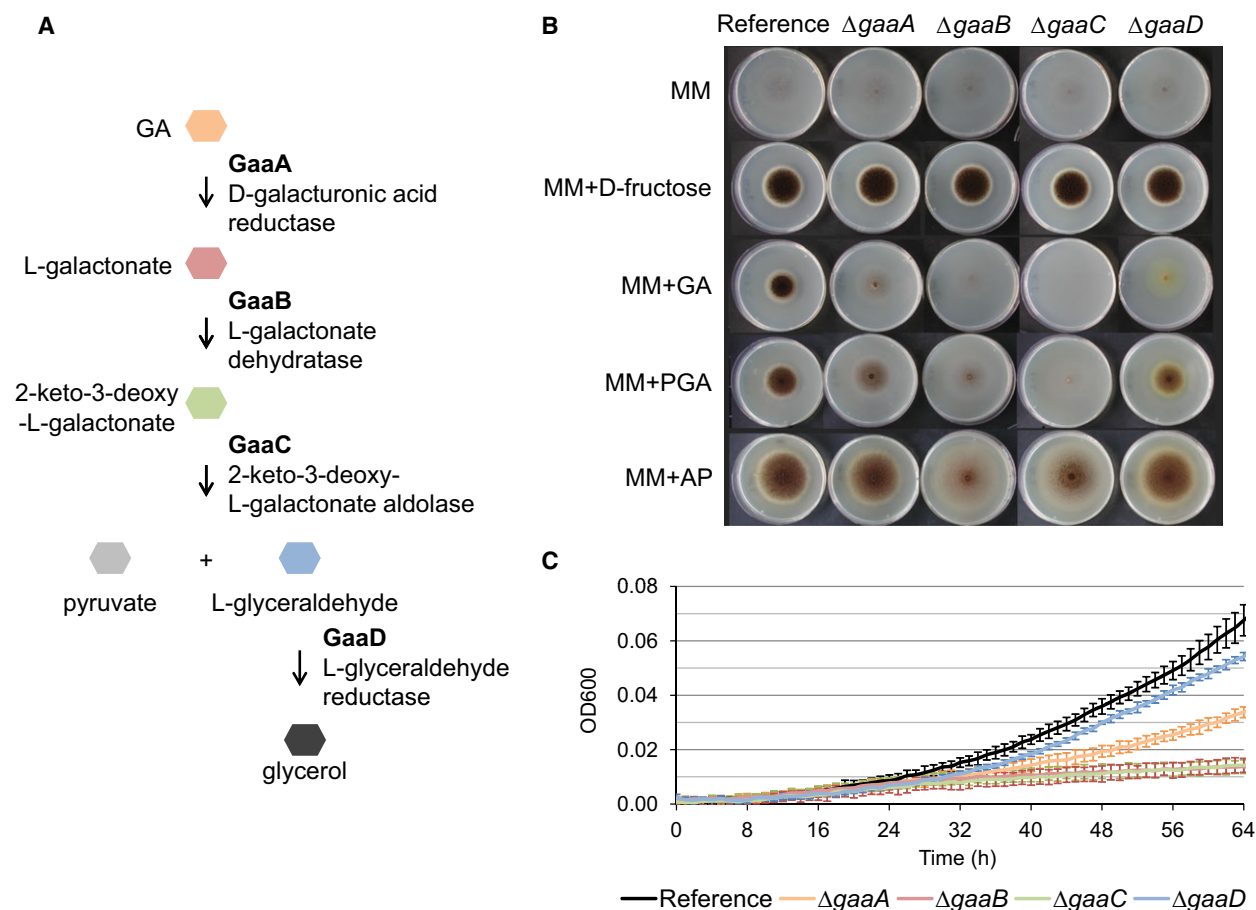 A
GA
GaaA
D-galacturonic acid
reductase
L-galactonate
GaaB
L-galactonate
dehydratase
2-keto-3-deoxy
-L-galactonate
GaaC
2-keto-3-deoxy-
L-galactonate aldolase
+
pyruvate
L-glyceraldehyde
GaaD
L-glyceraldehyde
reductase
glycerol
B
Reference ΔgaaA ΔgaaB ΔgaaC ΔgaaD
MM
MM+D-fructose
MM+GA
MM+PGA
MM+AP
C
0.08
0.06
0.04
0.02
0.00
OD600
0 8 16 24 32 40 48 56 64
Time (h)
Reference ΔgaaA ΔgaaB ΔgaaC ΔgaaD